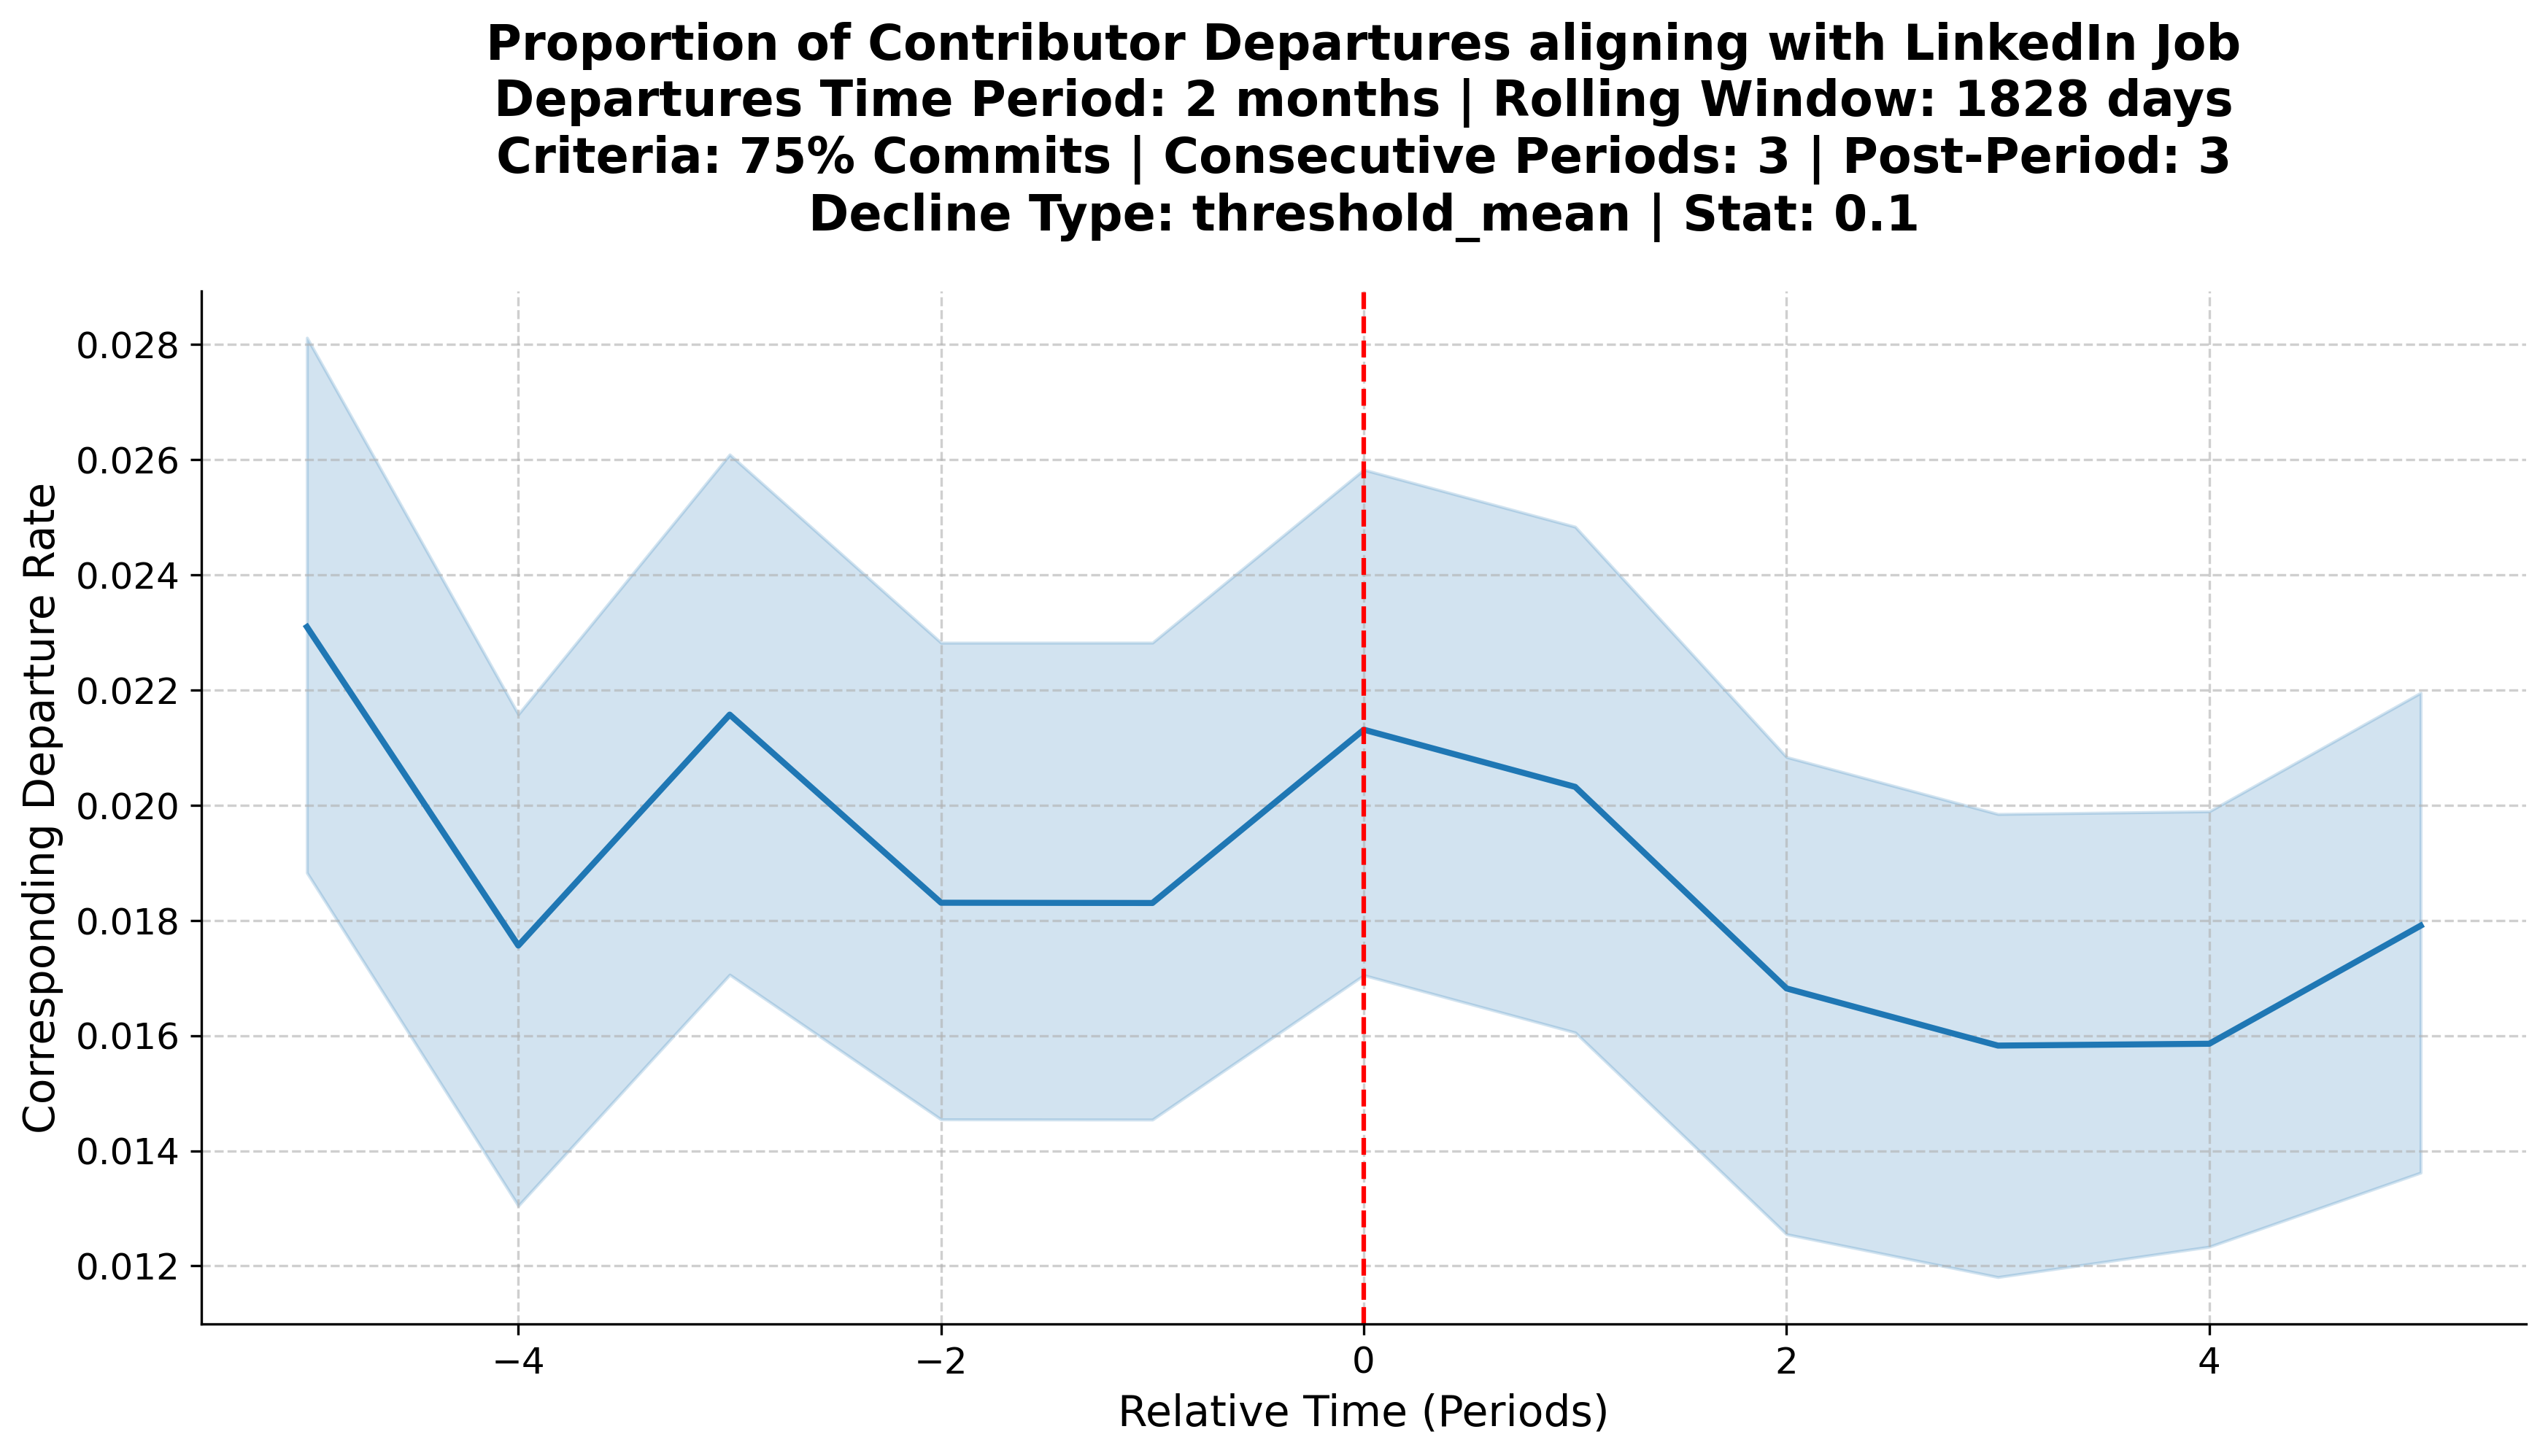 Proportion of Contributor Departures aligning with LinkedIn Job
Departures Time Period: 2 months | Rolling Window: 1828 days
Criteria: 75% Commits | Consecutive Periods: 3 | Post-Period: 3
Decline Type: threshold_mean | Stat: 0.1
Corresponding Departure Rate
0.028
0.026
0.024
0.022
0.020
0.018
0.016
0.014
0.012
−4
−2
0
2
4
Relative Time (Periods)